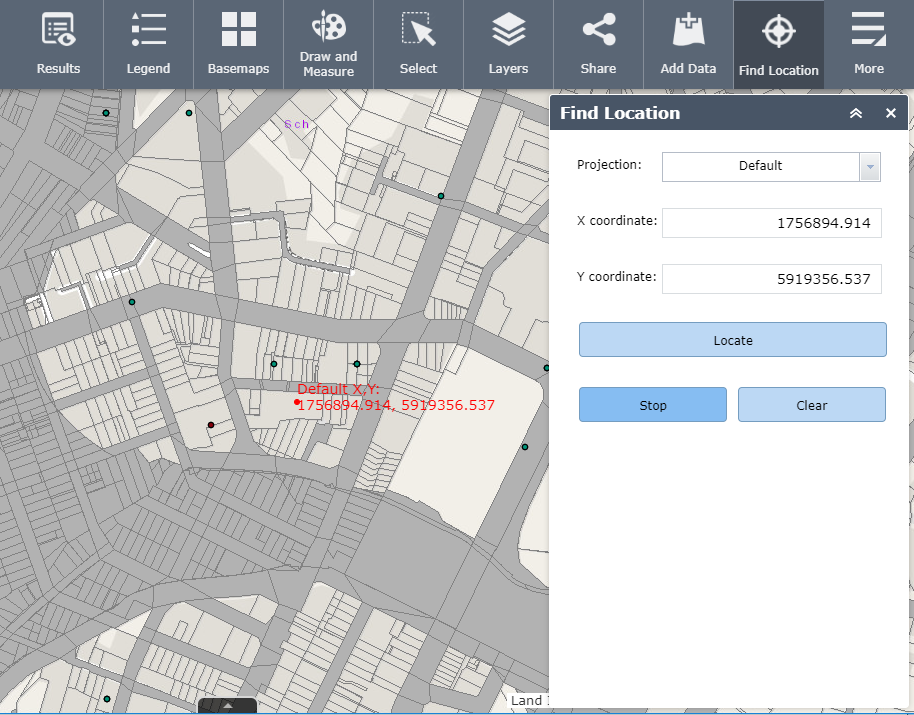 Results
Legend
Basemaps
Draw and
Measure
Select
Layers
Share
Add Data
Find Location
More
Sch
Find Location
Projection:
Default
X coordinate:
1756894.914
Y coordinate:
5919356.537
Locate
Default X,Y:
1756894.914, 5919356.537
Stop
Clear
Land